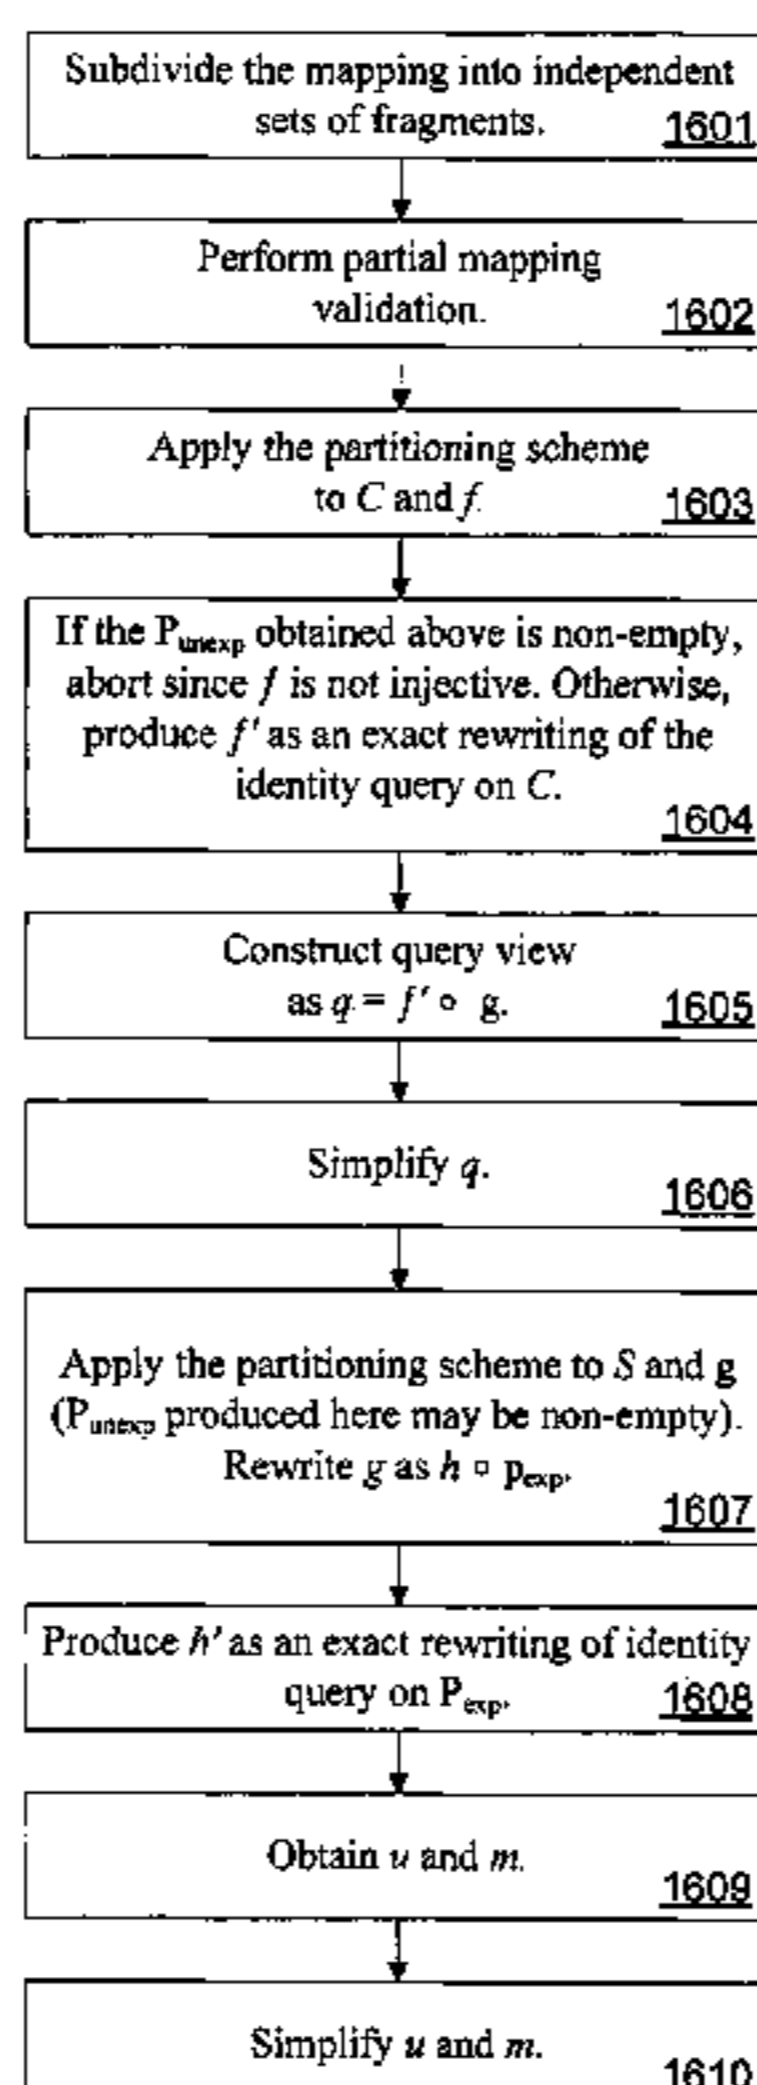 Subdivide the mapping into independent
sets of fragments. 1601
Perform partial mapping
validation. 1602
Apply the partitioning scheme
to C and f. 1603
If the Punexp obtained above is non-empty,
abort since f is not injective. Otherwise,
produce f' as an exact rewriting of the
identity query on C.
1604
Construct query view
as q = f' ∘ g. 1605
Simplify q.
1606
Apply the partitioning scheme to S and g
(Punexp produced here may be non-empty).
Rewrite g as h ∘ pexp.
1607
Produce h' as an exact rewriting of identity
query on Pexp. 1608
Obtain u and m.
1609
Simplify u and m.
1610